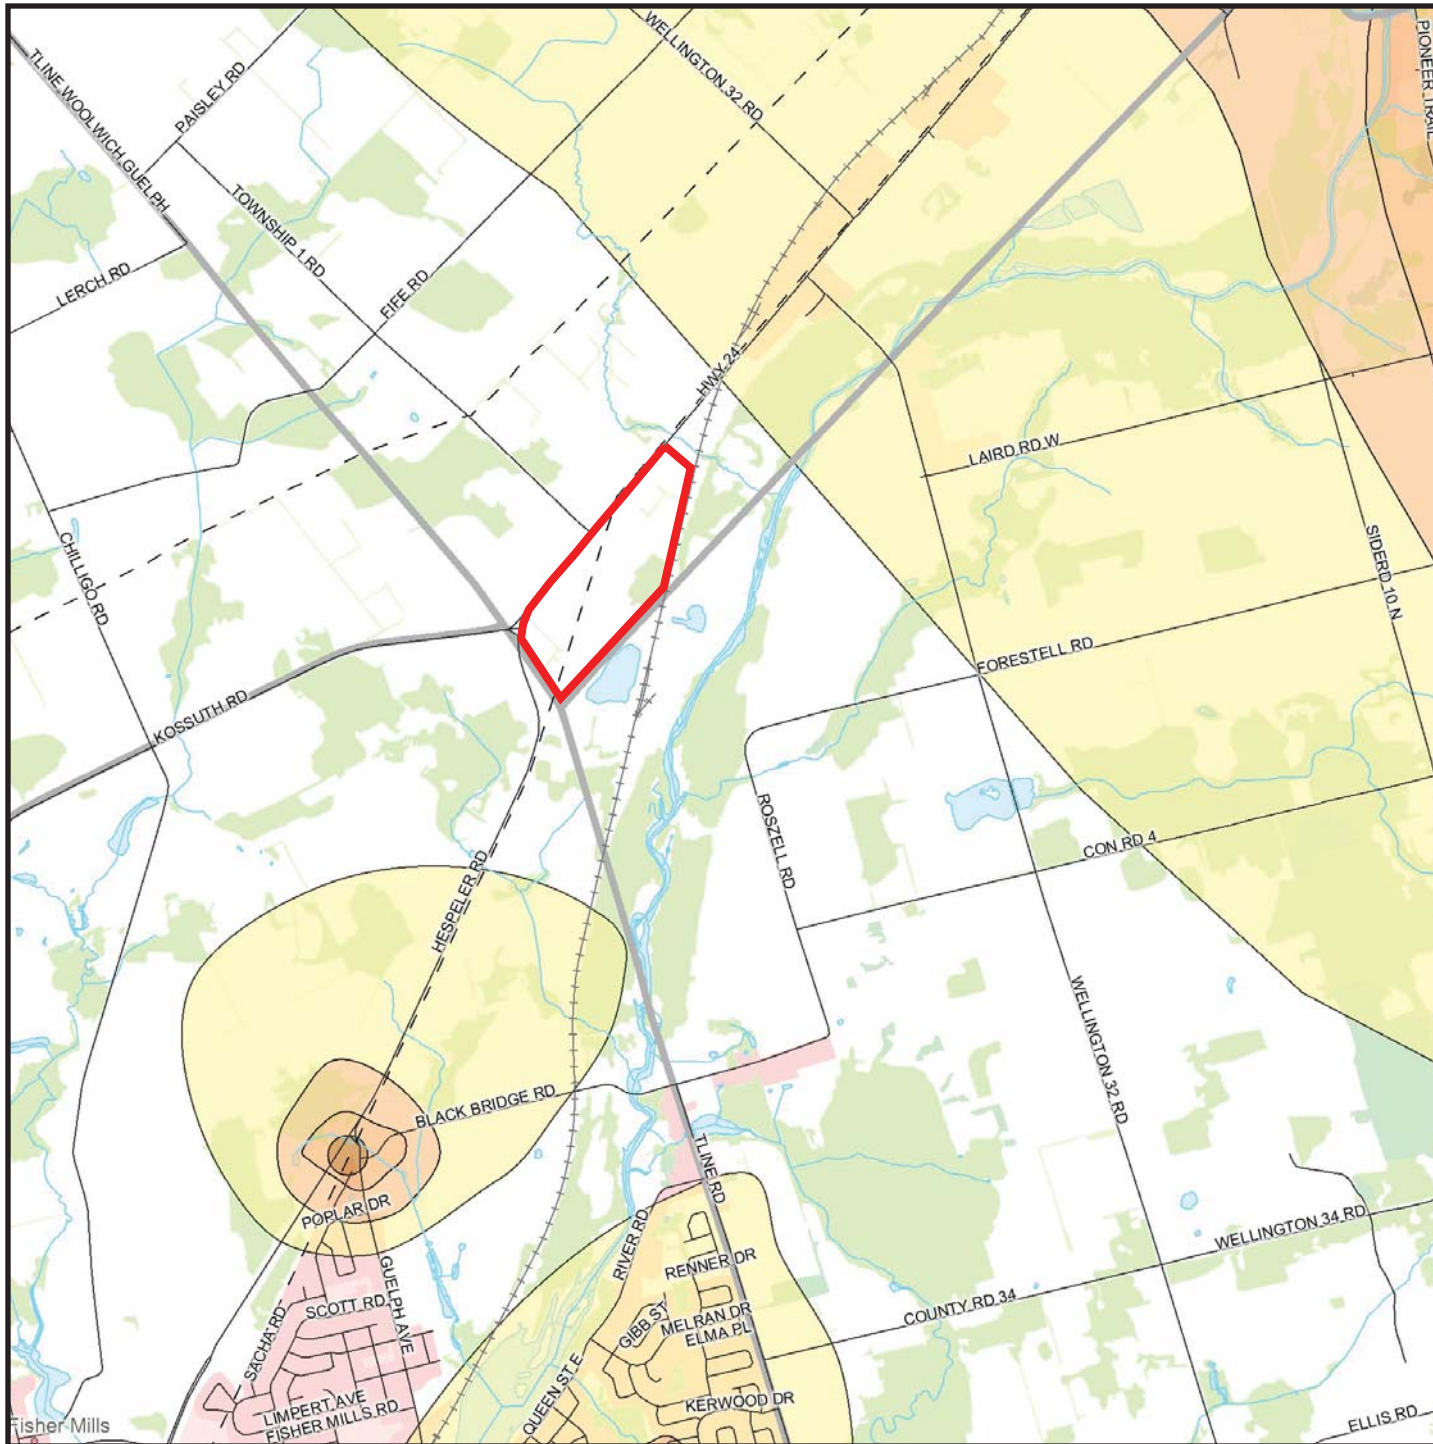 WELLINGTON 32 RD
PIONEER TRAIL
TLINE WOOLWICH GUELPH
PAISLEY RD
TOWNSHIP 1 RD
LERCH RD
FIFE RD
HWY 24
LAIRD RD W
CHILLIGO RD
SIDERD 10 N
FORESTELL RD
KOSSUTH RD
ROSZELL RD
CON RD 4
HESPELER RD
WELLINGTON 32 RD
BLACK BRIDGE RD
TLINE RD
POPLAR DR
WELLINGTON 34 RD
RIVER RD
RENNER DR
GUELPH AVE
SCOTT RD
SACHA RD
GIBB ST
MELRAN DR
ELMA PL
COUNTY RD 34
QUEEN ST E
KERWOOD DR
LIMPERT AVE
FISHER MILLS RD
ELLIS RD
Fisher Mills